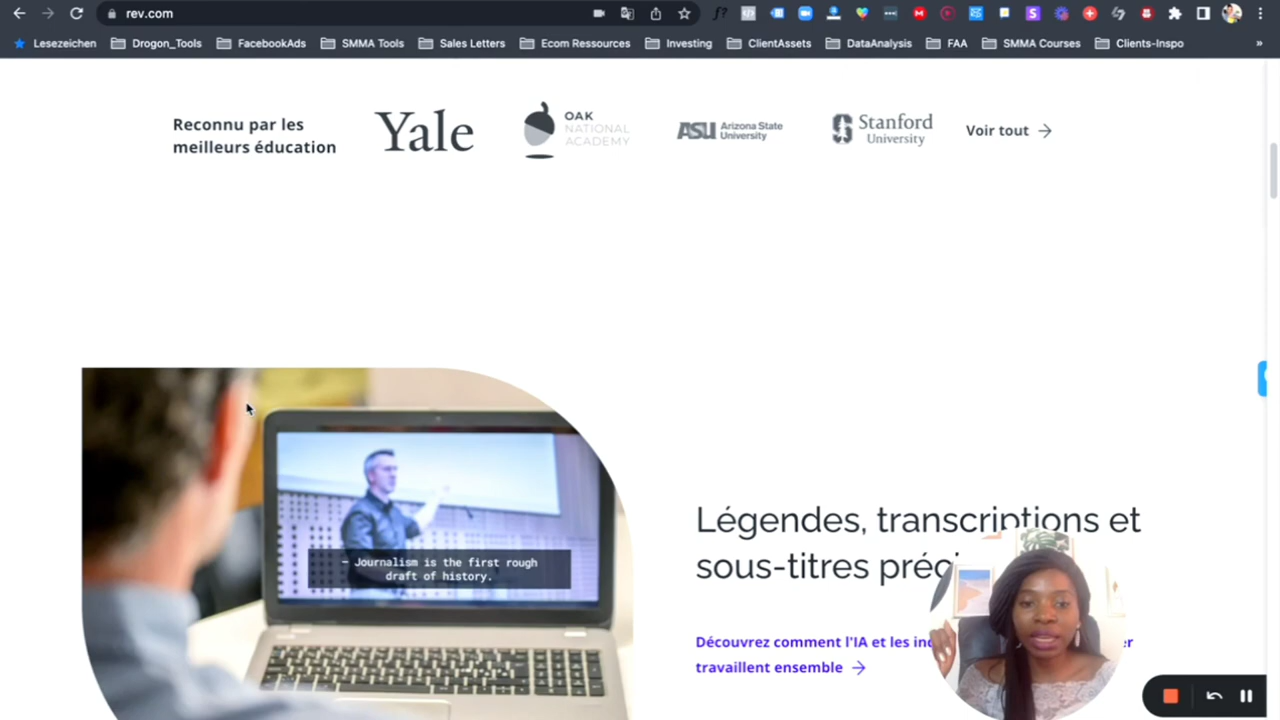 rev.com
Lesezeichen
Drogon_Tools
FacebookAds
SMMA Tools
Sales Letters
Ecom Ressources
Investing
ClientAssets
DataAnalysis
FAA
SMMA Courses
Clients-Inspo
»
Reconnu par les
meilleurs éducation
Yale
OAK
NATIONAL
ACADEMY
ASU Arizona State
University
Stanford
University
Voir tout
– Journalism is the first rough
draft of history.
Légendes, transcriptions et
sous-titres
Découvrez comment l'IA et les
travaillent ensemble